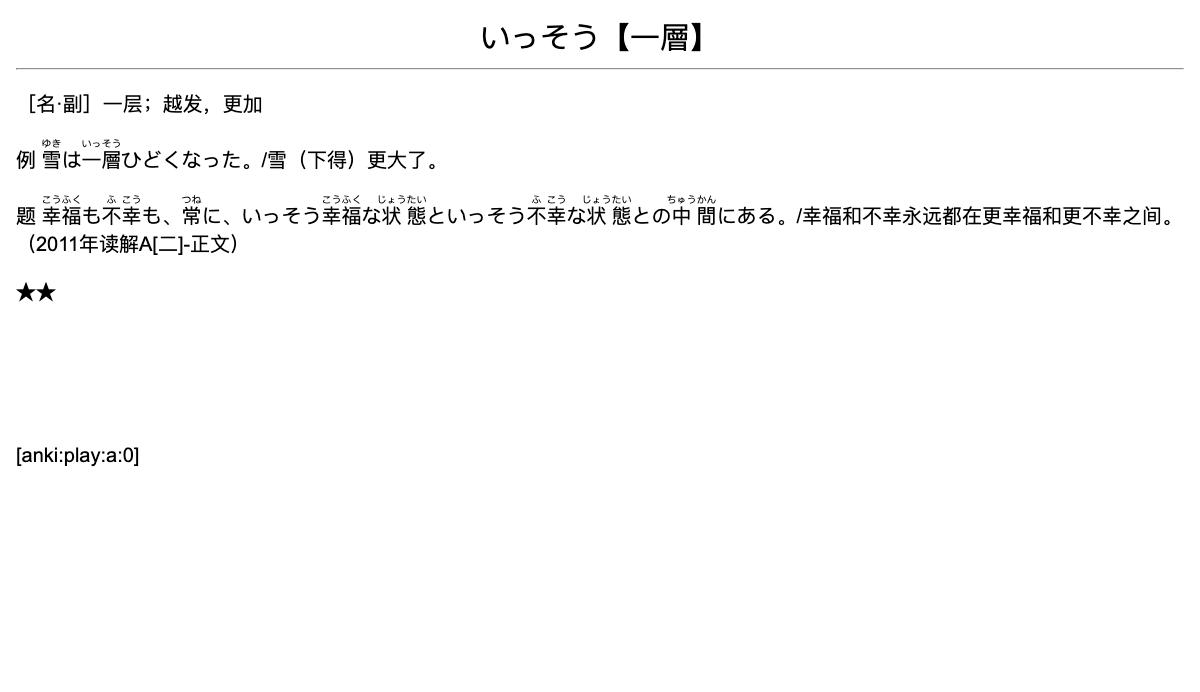 いっそう【一層】
［名·副］一层；越发，更加
ゆき いっそう
例 雪は一層ひどくなった。/雪（下得）更大了。
こうふく ふ こう つね こうふく じょうたい ふ こう じょうたい ちゅうかん
题 幸福も不幸も、常に、いっそう幸福な状態といっそう不幸な状態との中間にある。/幸福和不幸永远都在更幸福和更不幸之间。
（2011年读解A[二]-正文）
★★
[anki:play:a:0]